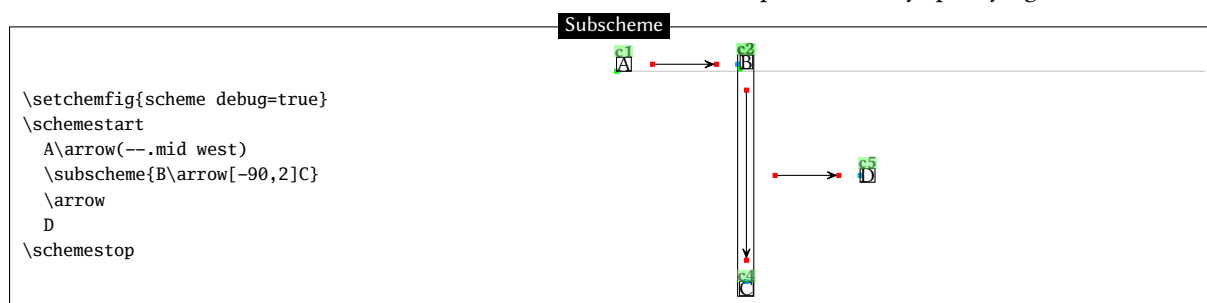 Subscheme
\setchemfig{scheme debug=true}
\schemestart
A\arrow(--.mid west)
\subscheme{B\arrow[-90,2]C}
\arrow
D
\schemestop
c1
A
c2
B
c5
D
c4
C